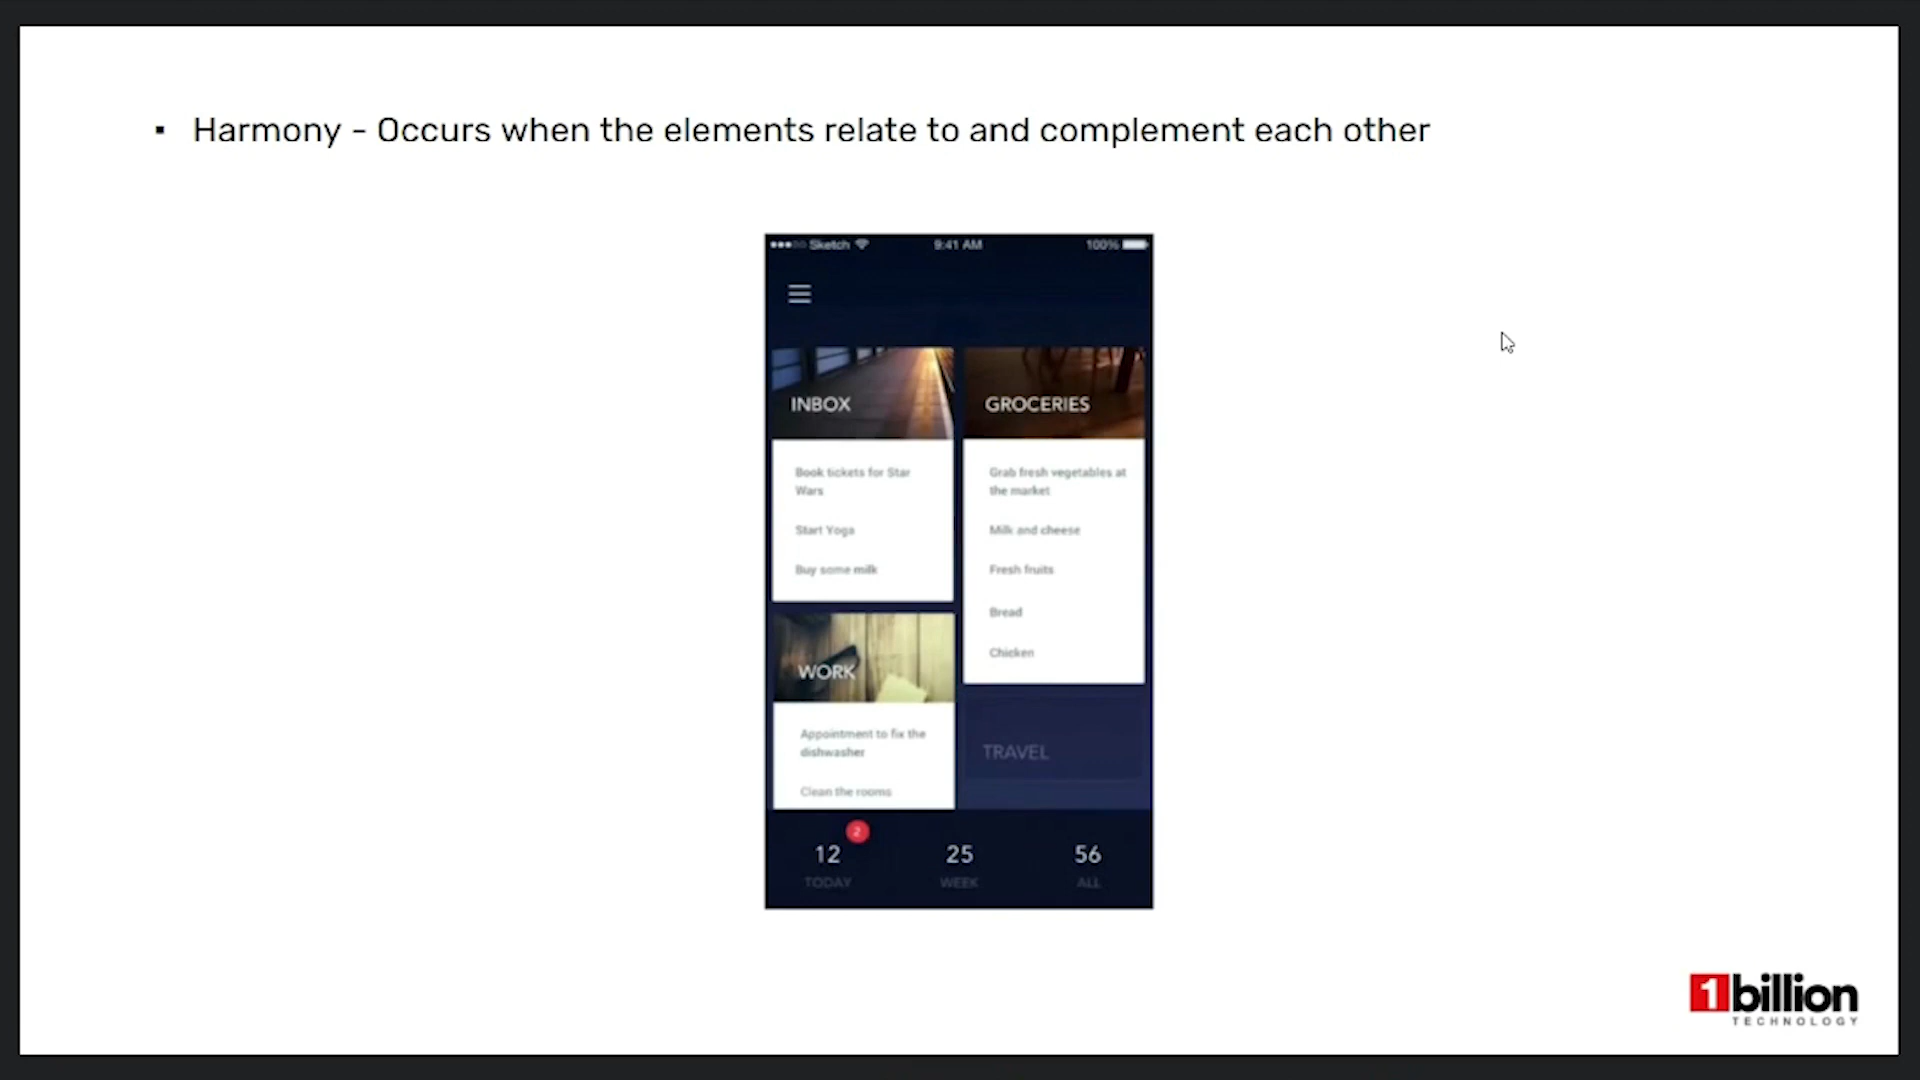 ▪ Harmony - Occurs when the elements relate to and complement each other
Sketch 9:41 AM 100%
INBOX
Book tickets for Star
Wars
Start Yoga
Buy some milk
GROCERIES
Grab fresh vegetables at
the market
Milk and cheese
Fresh fruits
Bread
Chicken
WORK
Appointment to fix the
dishwasher
Clean the rooms
TRAVEL
2
12 25 56
TODAY WEEK ALL
1billion
TECHNOLOGY